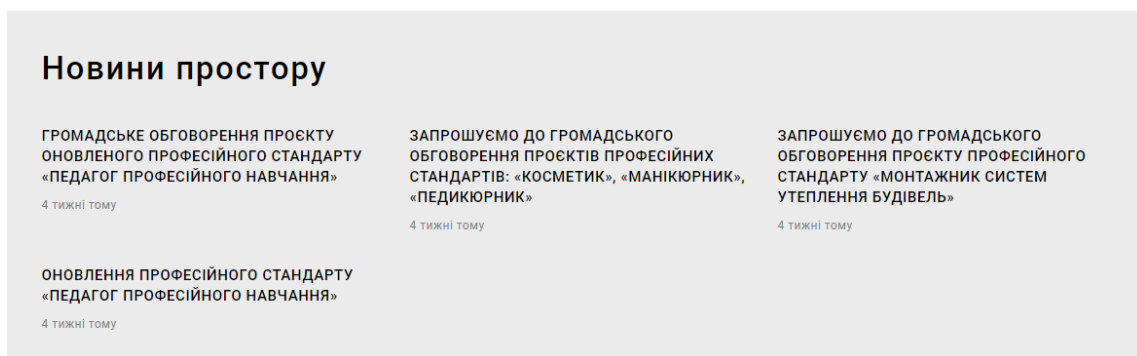 Новини простору
ГРОМАДСЬКЕ ОБГОВОРЕННЯ ПРОЄКТУ
ОНОВЛЕНОГО ПРОФЕСІЙНОГО СТАНДАРТУ
«ПЕДАГОГ ПРОФЕСІЙНОГО НАВЧАННЯ»
4 тижні тому
ЗАПРОШУЄМО ДО ГРОМАДСЬКОГО
ОБГОВОРЕННЯ ПРОЄКТІВ ПРОФЕСІЙНИХ
СТАНДАРТІВ: «КОСМЕТИК», «МАНІКЮРНИК»,
«ПЕДИКЮРНИК»
4 тижні тому
ЗАПРОШУЄМО ДО ГРОМАДСЬКОГО
ОБГОВОРЕННЯ ПРОЄКТУ ПРОФЕСІЙНОГО
СТАНДАРТУ «МОНТАЖНИК СИСТЕМ
УТЕПЛЕННЯ БУДІВЕЛЬ»
4 тижні тому
ОНОВЛЕННЯ ПРОФЕСІЙНОГО СТАНДАРТУ
«ПЕДАГОГ ПРОФЕСІЙНОГО НАВЧАННЯ»
4 тижні тому